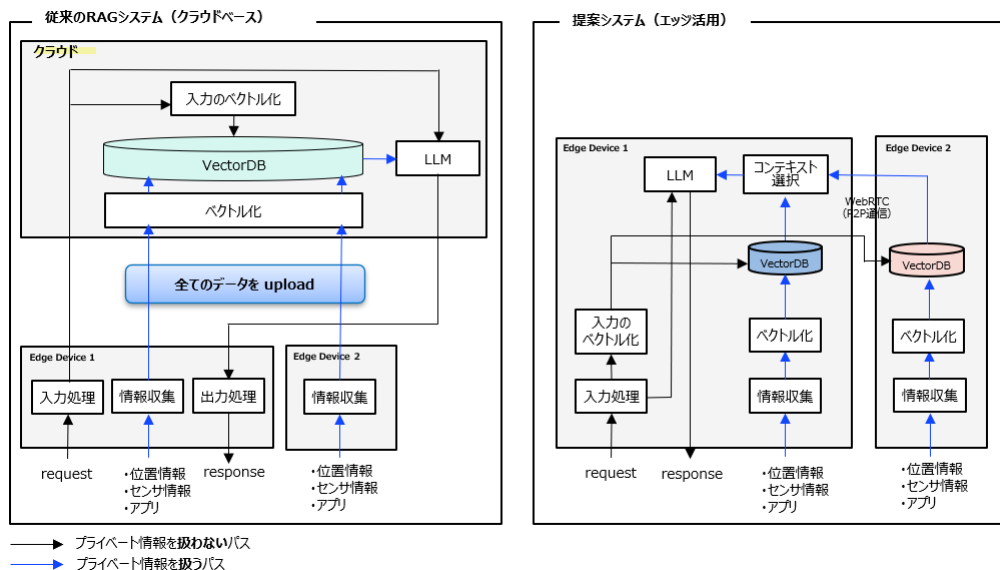 従来のRAGシステム（クラウドベース）
クラウド
入力のベクトル化
VectorDB
LLM
ベクトル化
全てのデータを upload
Edge Device 1
入力処理
情報収集
出力処理
Edge Device 2
情報収集
request
・位置情報
・センサ情報
・アプリ
response
・位置情報
・センサ情報
・アプリ
提案システム（エッジ活用）
Edge Device 1
LLM
コンテキスト
選択
WebRTC
（P2P通信）
VectorDB
入力の
ベクトル化
ベクトル化
入力処理
情報収集
request
response
・位置情報
・センサ情報
・アプリ
Edge Device 2
VectorDB
ベクトル化
情報収集
・位置情報
・センサ情報
・アプリ
プライベート情報を扱わないパス
プライベート情報を扱うパス